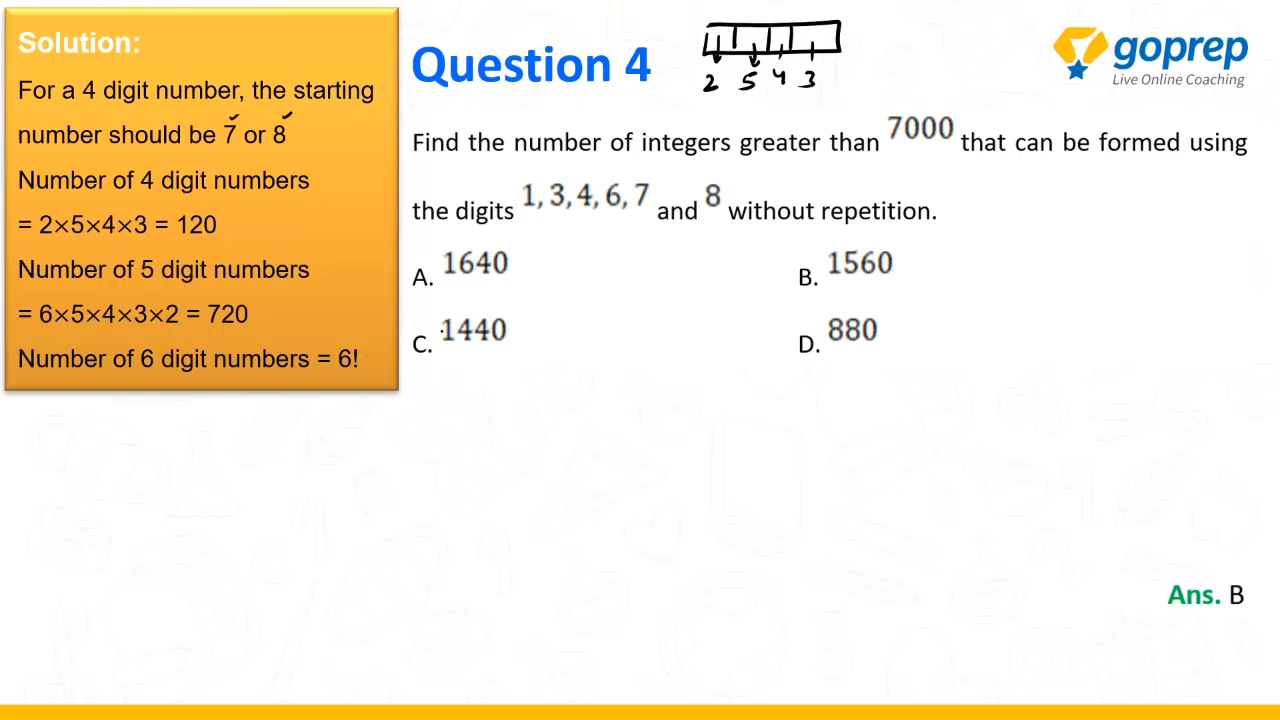 Solution:
For a 4 digit number, the starting
number should be 7 or 8
Number of 4 digit numbers
= 2×5×4×3 = 120
Number of 5 digit numbers
= 6×5×4×3×2 = 720
Number of 6 digit numbers = 6!
Question 4
2 5 4 3
goprep
Live Online Coaching
Find the number of integers greater than 7000 that can be formed using
the digits 1, 3, 4, 6, 7 and 8 without repetition.
A. 1640 B. 1560
C. 1440 D. 880
Ans. B